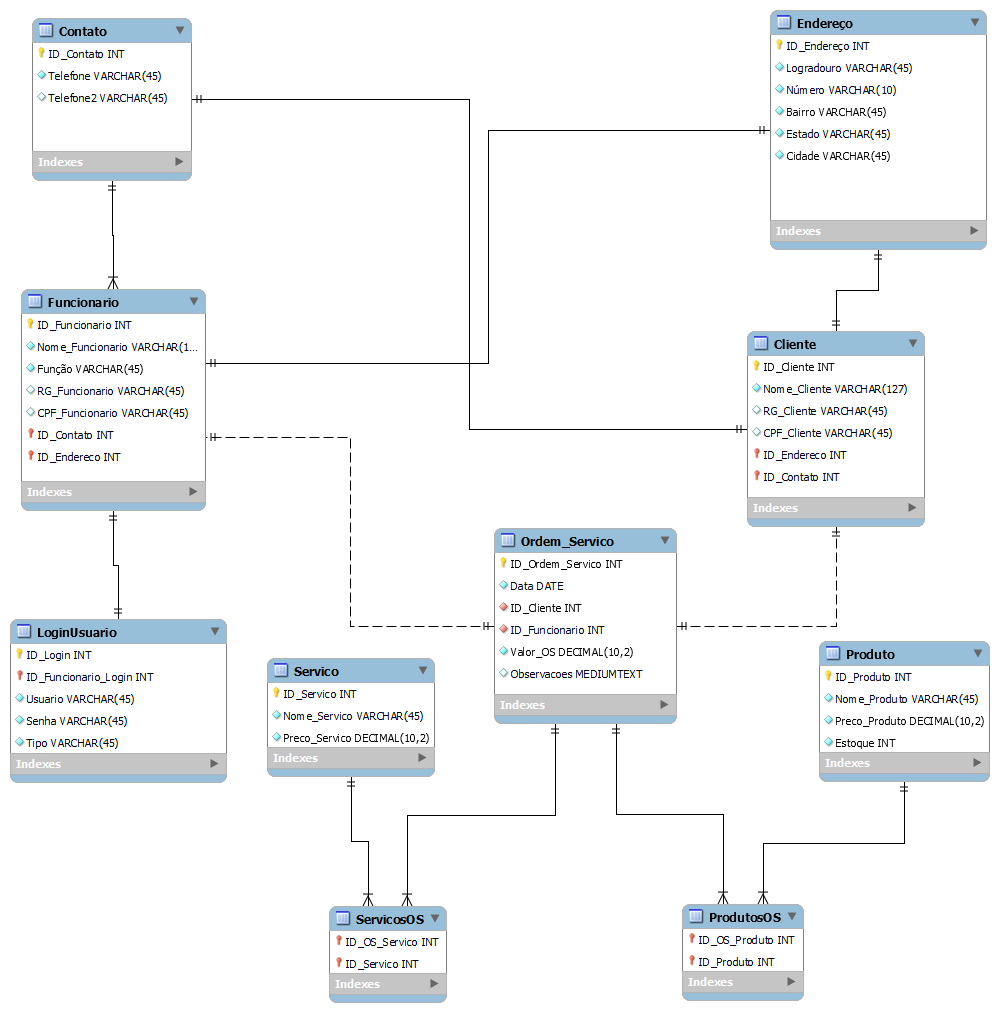 Contato
ID_Contato INT
Telefone VARCHAR(45)
Telefone2 VARCHAR(45)
Indexes
Endereço
ID_Endereço INT
Logradouro VARCHAR(45)
Número VARCHAR(10)
Bairro VARCHAR(45)
Estado VARCHAR(45)
Cidade VARCHAR(45)
Indexes
Funcionario
ID_Funcionario INT
Nome_Funcionario VARCHAR(1...
Função VARCHAR(45)
RG_Funcionario VARCHAR(45)
CPF_Funcionario VARCHAR(45)
ID_Contato INT
ID_Endereco INT
Indexes
Cliente
ID_Cliente INT
Nome_Cliente VARCHAR(127)
RG_Cliente VARCHAR(45)
CPF_Cliente VARCHAR(45)
ID_Endereco INT
ID_Contato INT
Indexes
Ordem_Servico
ID_Ordem_Servico INT
Data DATE
ID_Cliente INT
ID_Funcionario INT
Valor_OS DECIMAL(10,2)
Observacoes MEDIUMTEXT
Indexes
LoginUsuario
ID_Login INT
ID_Funcionario_Login INT
Usuario VARCHAR(45)
Senha VARCHAR(45)
Tipo VARCHAR(45)
Indexes
Servico
ID_Servico INT
Nome_Servico VARCHAR(45)
Preco_Servico DECIMAL(10,2)
Indexes
Produto
ID_Produto INT
Nome_Produto VARCHAR(45)
Preco_Produto DECIMAL(10,2)
Estoque INT
Indexes
ServicosOS
ID_OS_Servico INT
ID_Servico INT
Indexes
ProdutosOS
ID_OS_Produto INT
ID_Produto INT
Indexes